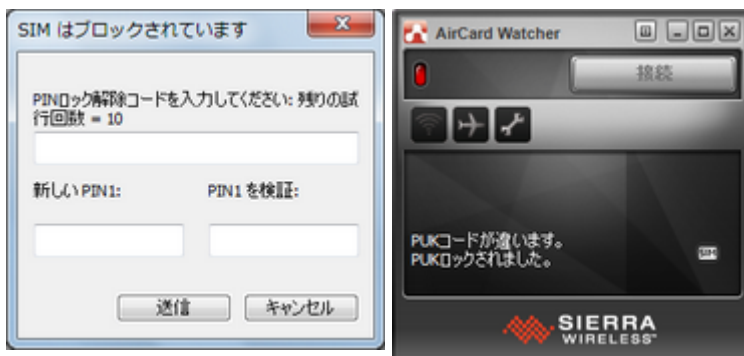 SIM はブロックされています
PINロック解除コードを入力してください: 残りの試
行回数 = 10
新しい PIN1:
PIN1 を検証:
送信
キャンセル
AirCard Watcher
接続
PUKコードが違います。
PUKロックされました。
SIM
SIERRA
WIRELESS